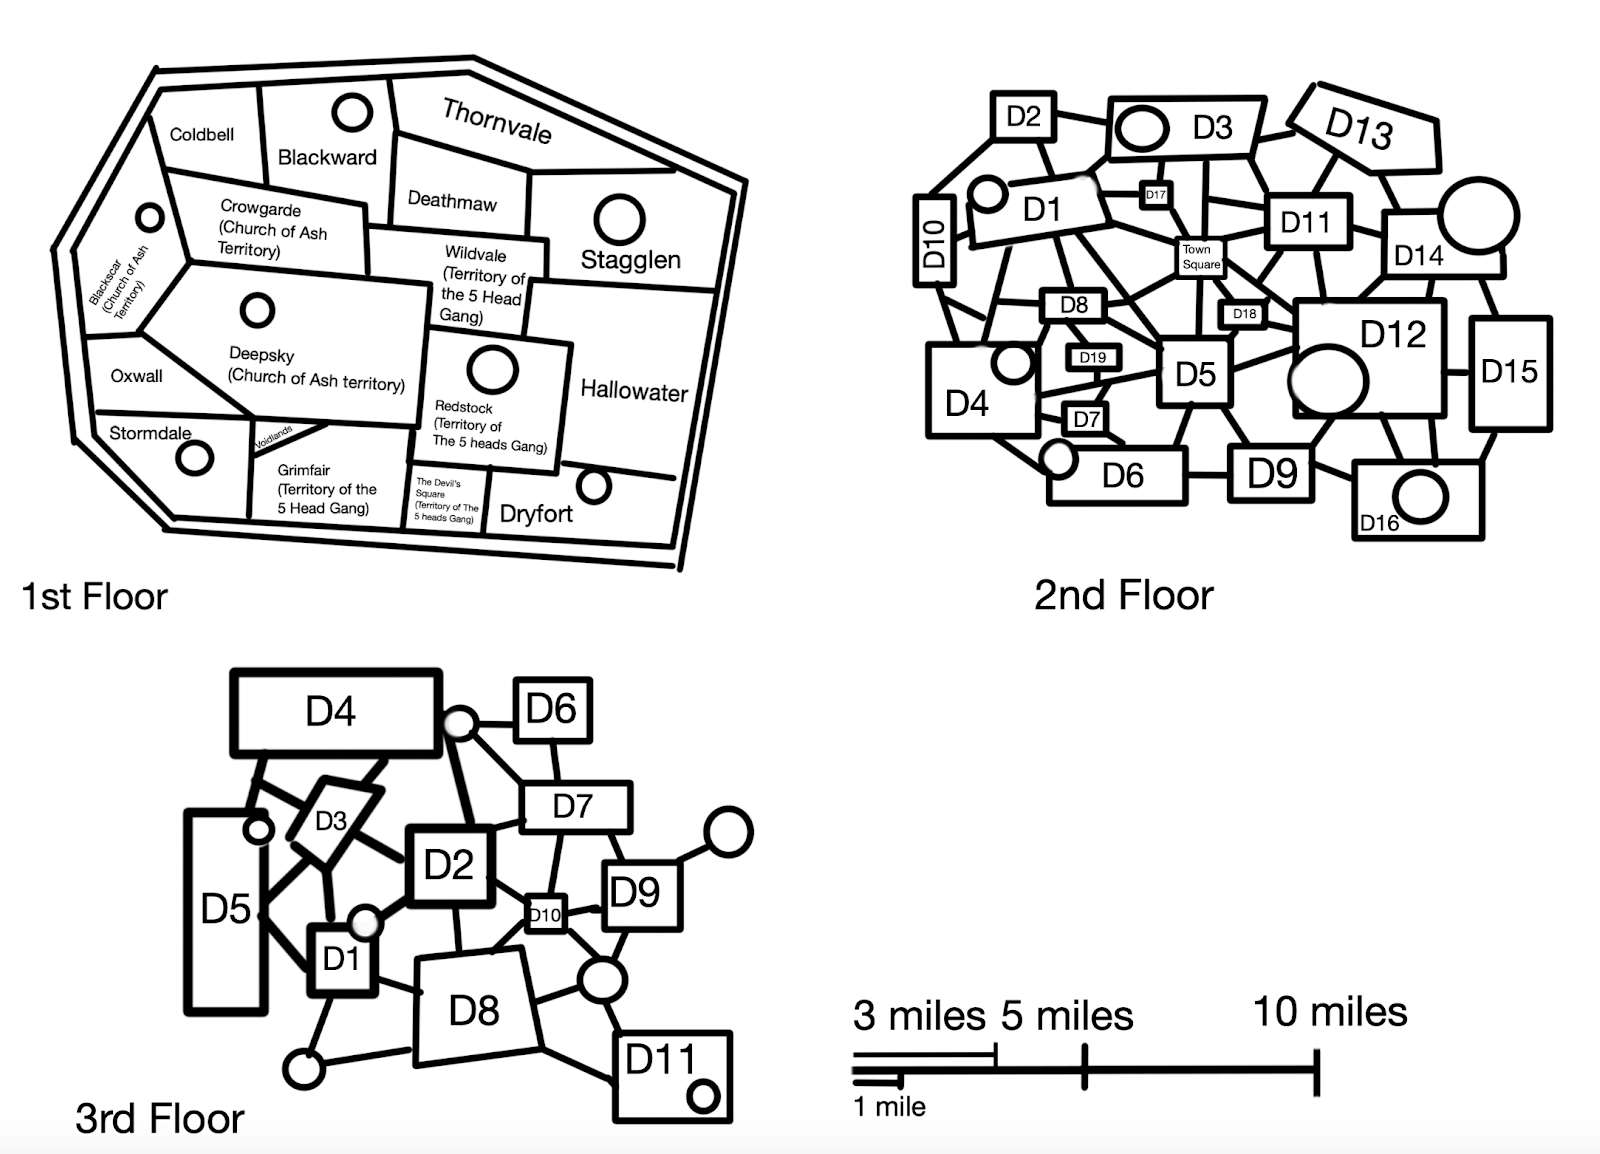 Coldbell
Blackward
Thornvale
Deathmaw
Stagglen
Crowgarde
(Church of Ash
Territory)
Blackscar
(Church of Ash
Territory)
Wildvale
(Territory of
the 5 Head
Gang)
Deepsky
(Church of Ash territory)
Oxwall
Hallowater
Redstock
(Territory of
The 5 heads Gang)
Stormdale
Voidlands
Grimfair
(Territory of the
5 Head Gang)
The Devil's
Square
(Territory of The
5 heads Gang)
Dryfort
1st Floor
D2
D3
D13
D17
D1
D11
D10
Town
Square
D14
D8
D18
D12
D19
D5
D15
D4
D7
D6
D9
D16
2nd Floor
D4
D6
D7
D3
D2
D5
D9
D10
D1
D8
D11
3rd Floor
3 miles 5 miles 10 miles
1 mile